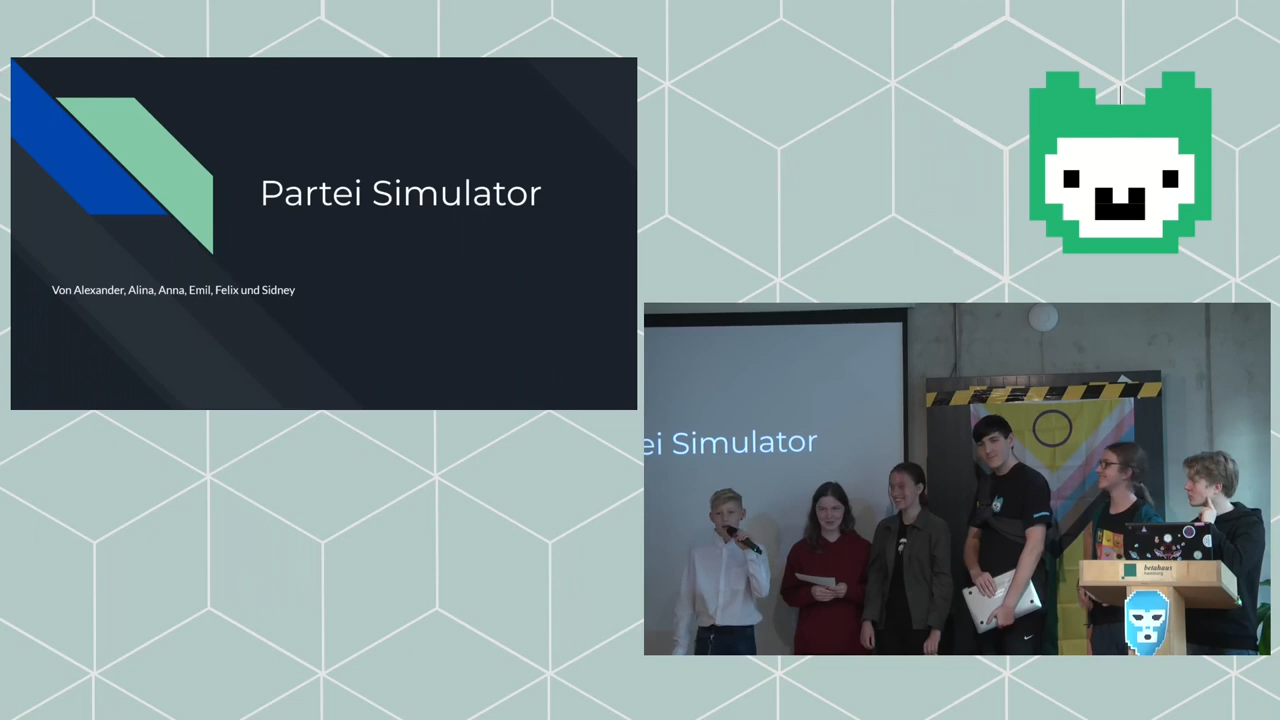 Partei Simulator
Von Alexander, Alina, Anna, Emil, Felix und Sidney
ei Simulator
betahaus